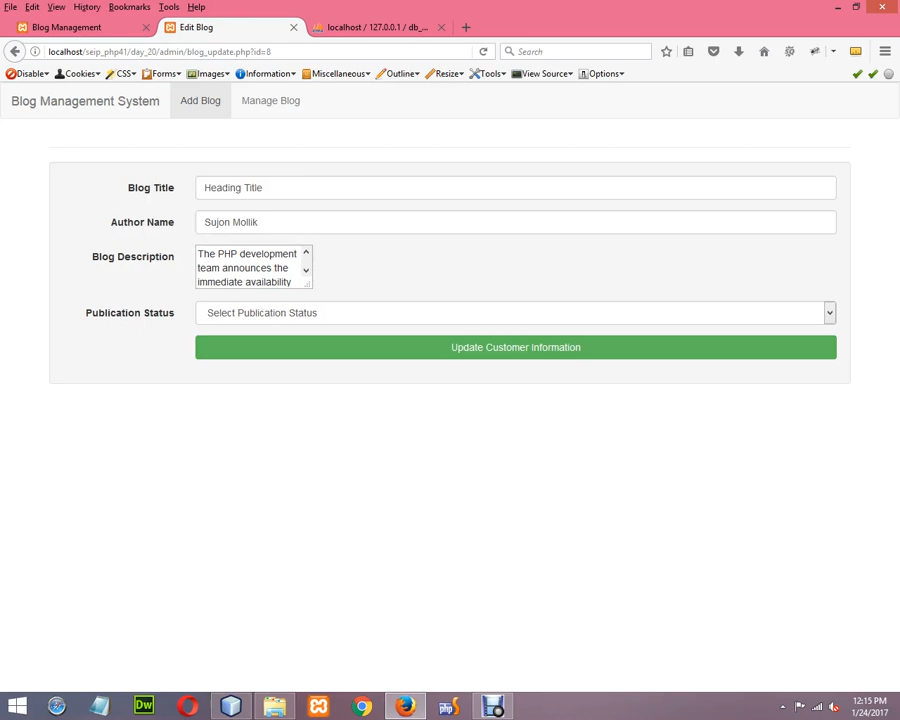 File Edit View History Bookmarks Tools Help
Blog Management Edit Blog localhost / 127.0.0.1 / db_...
localhost/seip_php41/day_20/admin/blog_update.php?id=8 Search
Disable Cookies CSS Forms Images Information Miscellaneous Outline Resize Tools View Source Options
Blog Management System Add Blog Manage Blog
Blog Title Heading Title
Author Name Sujon Mollik
Blog Description The PHP development
team announces the
immediate availability
Publication Status Select Publication Status
Update Customer Information
Dw php
12:15 PM
1/24/2017